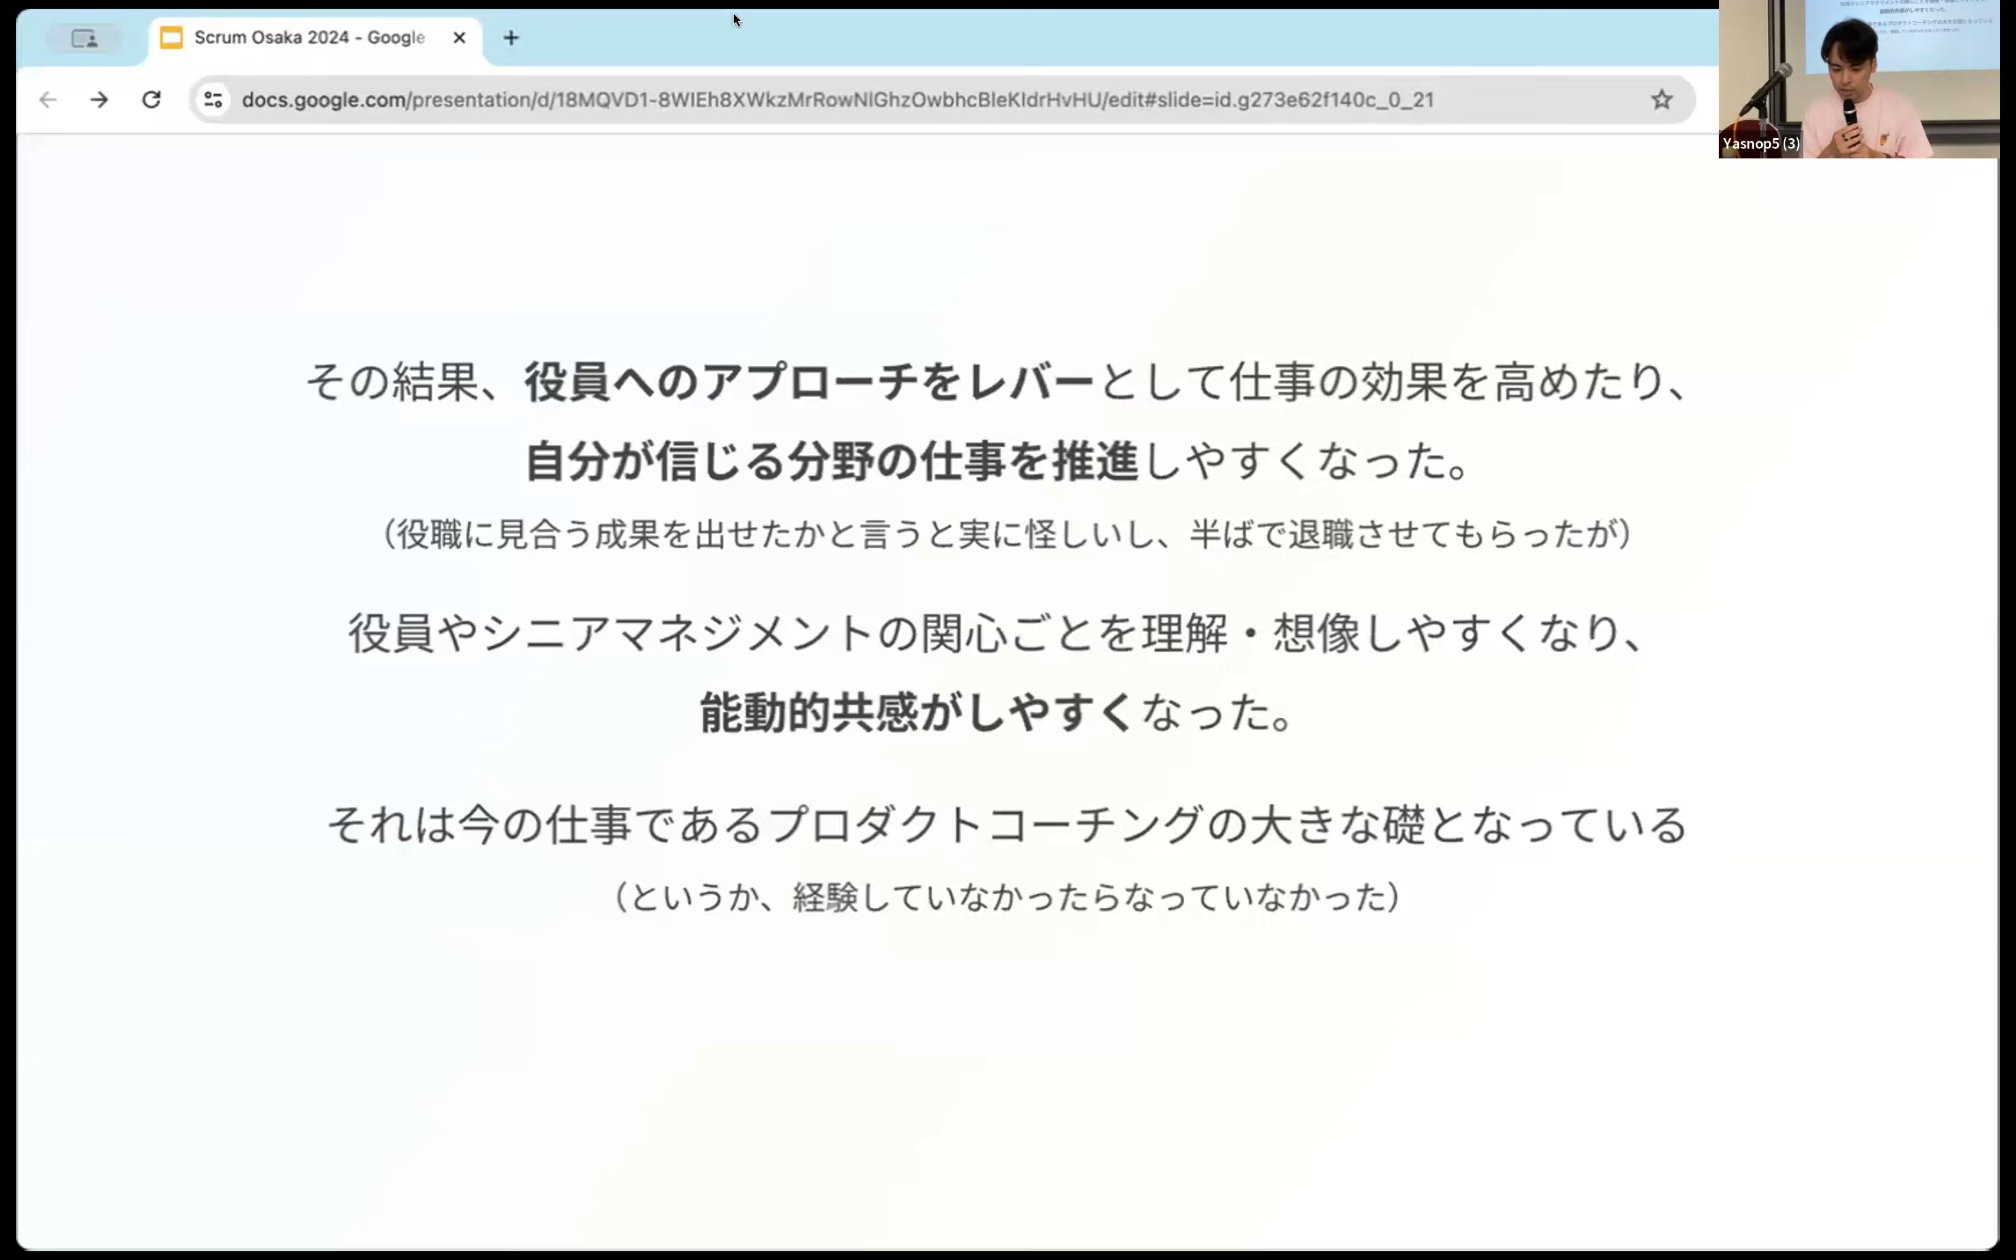 Scrum Osaka 2024 - Google
docs.google.com/presentation/d/18MQVD1-8WIEh8XWkzMrRowNlGhzOwbhcBleKIdrHvHU/edit#slide=id.g273e62f140c_0_21
Yasnop5 (3)
その結果、役員へのアプローチをレバーとして仕事の効果を高めたり、
自分が信じる分野の仕事を推進しやすくなった。
（役職に見合う成果を出せたかと言うと実に怪しいし、半ばで退職させてもらったが）
役員やシニアマネジメントの関心ごとを理解・想像しやすくなり、
能動的共感がしやすくなった。
それは今の仕事であるプロダクトコーチングの大きな礎となっている
（というか、経験していなかったらなっていなかった）